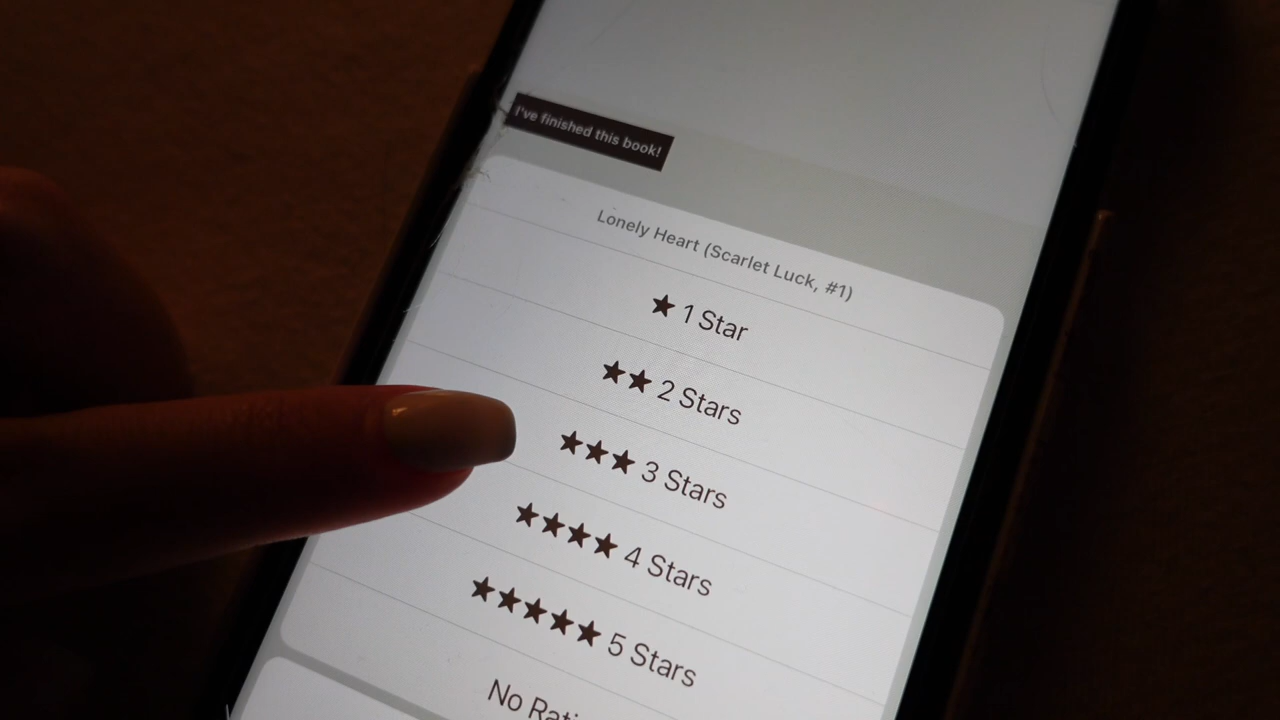 I've finished this book!
Lonely Heart (Scarlet Luck, #1)
★ 1 Star
★★ 2 Stars
★★★ 3 Stars
★★★★ 4 Stars
★★★★★ 5 Stars
No